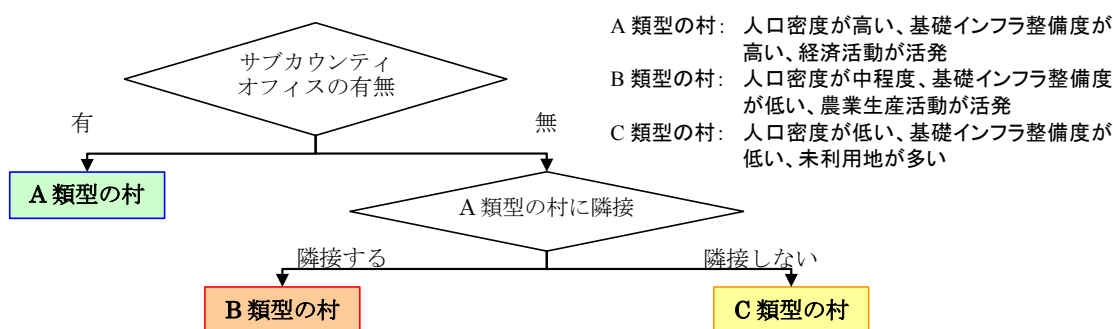 サブカウンティ
オフィスの有無
有
無
A 類型の村
A 類型の村に隣接
隣接する
隣接しない
B 類型の村
C 類型の村
A 類型の村： 人口密度が高い、基礎インフラ整備度が
高い、経済活動が活発
B 類型の村： 人口密度が中程度、基礎インフラ整備度
が低い、農業生産活動が活発
C 類型の村： 人口密度が低い、基礎インフラ整備度が
低い、未利用地が多い